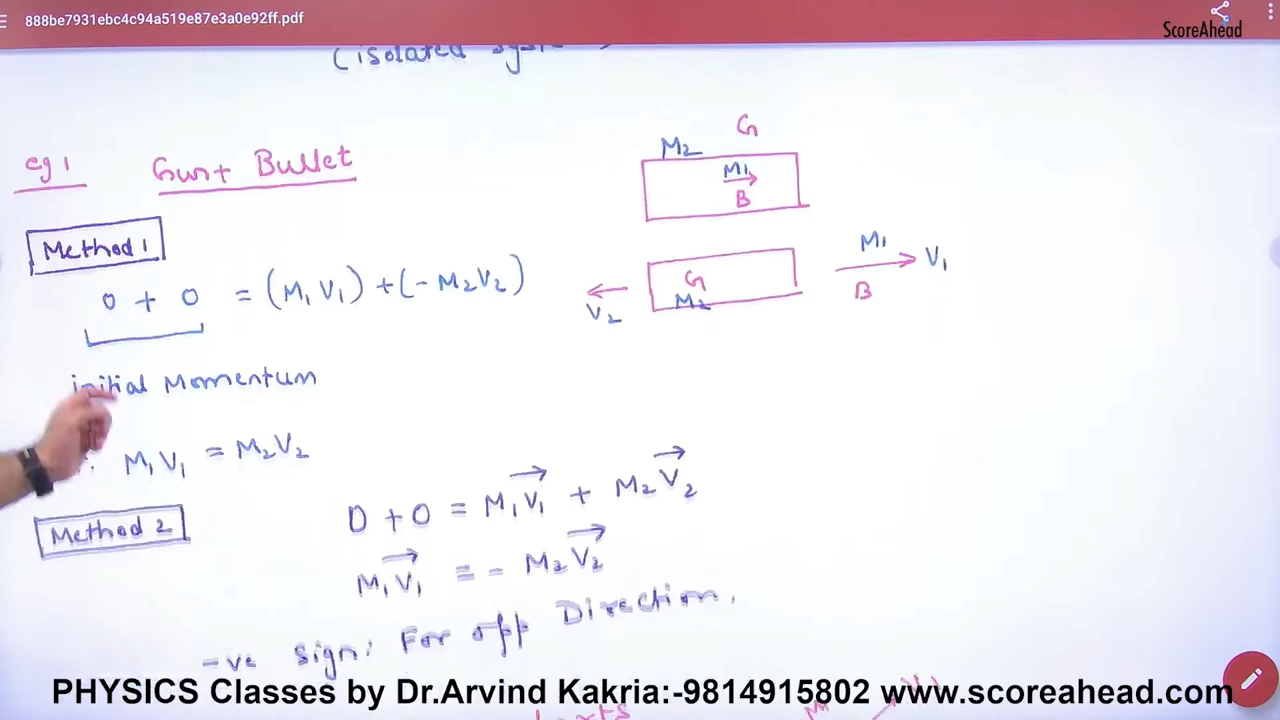 888be7931ebc4c94a519e87e3a0e92ff.pdf
ScoreAhead
(isolated
eg 1 Gun + Bullet
M2 G
M1
B
Method 1
0 + 0 = (M₁V₁) + (- M₂V₂)
V2 G M2
M1 V1
B
initial Momentum
M₁V₁ = M₂V₂
Method 2
0 + 0 = M₁V₁⃗ + M₂V₂⃗
M₁V₁⃗ = - M₂V₂⃗
-ve Sign: For opp Direction.
PHYSICS Classes by Dr.Arvind Kakria:-9814915802 www.scoreahead.com